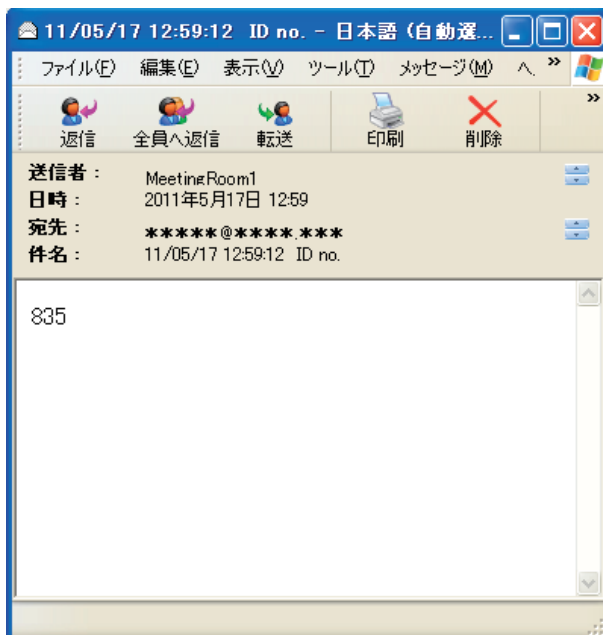 11/05/17 12:59:12 ID no. - 日本語 (自動選...
ファイル(F) 編集(E) 表示(V) ツール(T) メッセージ(M) ヘ »
返信 全員へ返信 転送 印刷 削除 »
送信者: MeetingRoom1
日時: 2011年5月17日 12:59
宛先: *****@****.***
件名: 11/05/17 12:59:12 ID no.
835